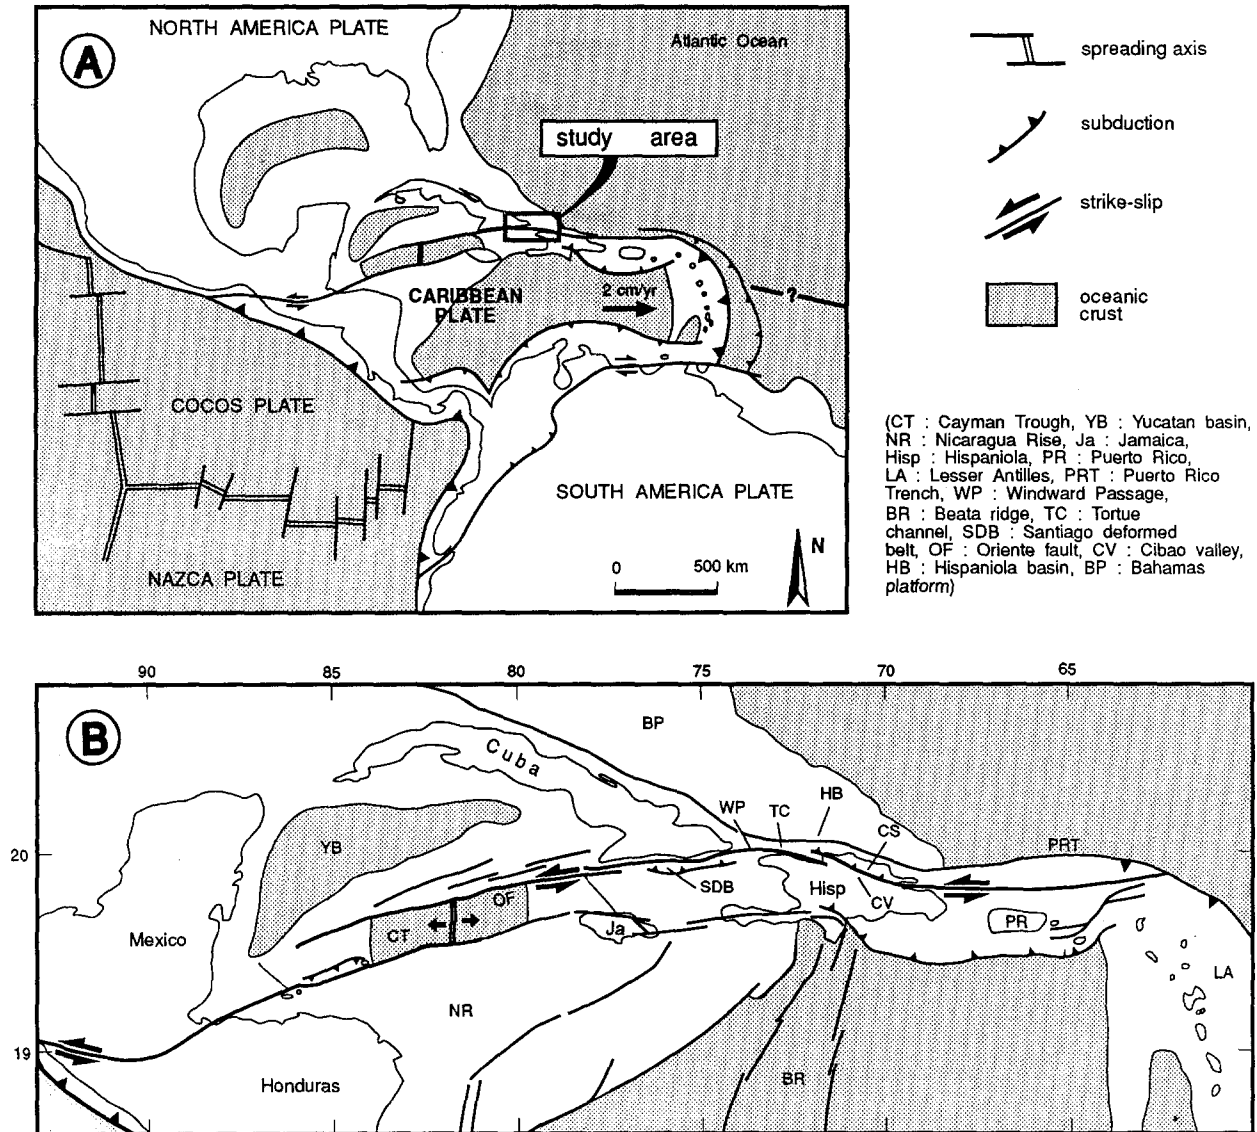 A
NORTH AMERICA PLATE
Atlantic Ocean
study area
CARIBBEAN
PLATE
2 cm/yr
?
COCOS PLATE
SOUTH AMERICA PLATE
NAZCA PLATE
0 500 km
N
spreading axis
subduction
strike-slip
oceanic
crust
(CT : Cayman Trough, YB : Yucatan basin,
NR : Nicaragua Rise, Ja : Jamaica,
Hisp : Hispaniola, PR : Puerto Rico,
LA : Lesser Antilles, PRT : Puerto Rico
Trench, WP : Windward Passage,
BR : Beata ridge, TC : Tortue
channel, SDB : Santiago deformed
belt, OF : Oriente fault, CV : Cibao valley,
HB : Hispaniola basin, BP : Bahamas
platform)
90 85 80 75 70 65
B
BP
Cuba
WP
TC
HB
CS
PRT
20
YB
SDB
Hisp
CV
OF
CT
Ja
PR
Mexico
LA
NR
19
Honduras
BR